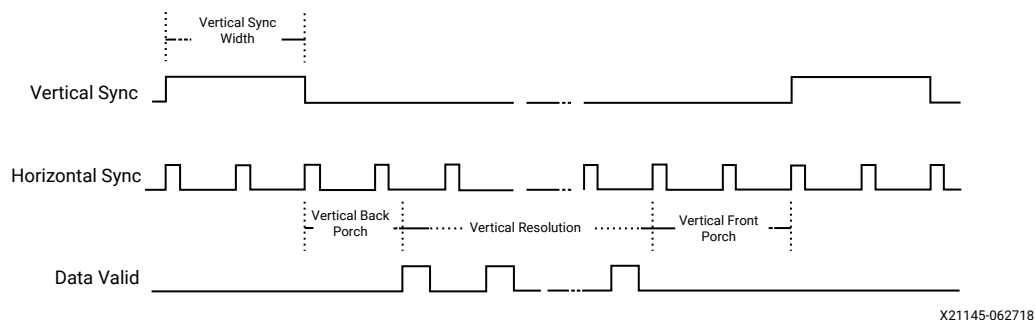 Vertical Sync
Width
Vertical Sync
Horizontal Sync
Vertical Back
Porch
Vertical Resolution
Vertical Front
Porch
Data Valid
X21145-062718